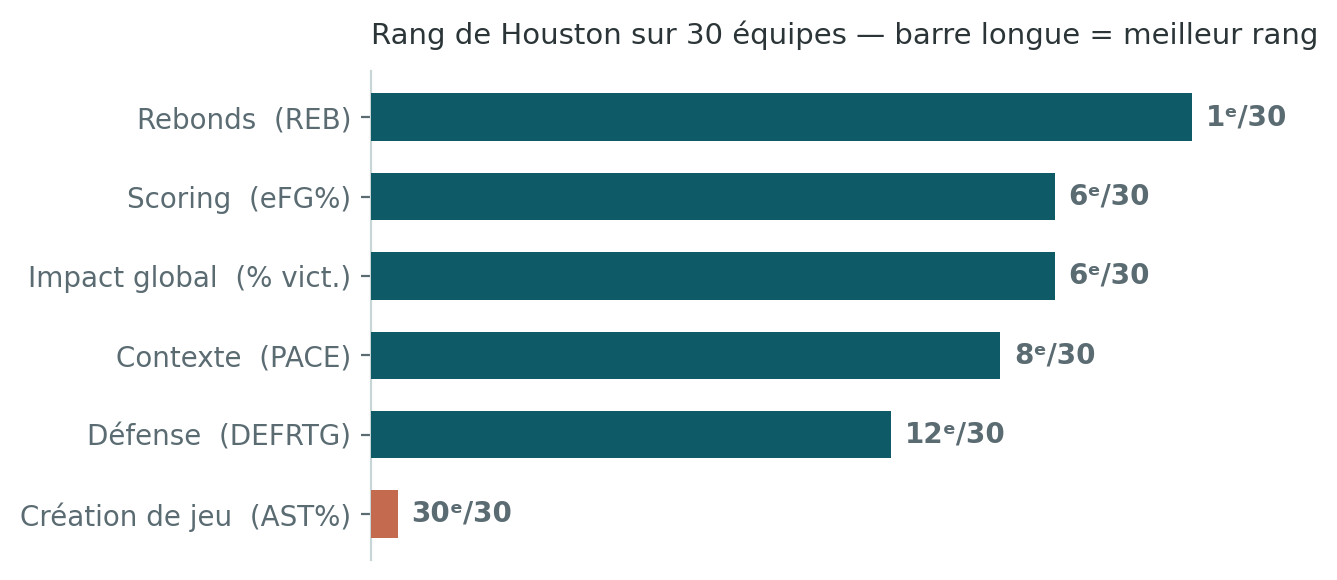 Rang de Houston sur 30 équipes — barre longue = meilleur rang
Rebonds (REB) 1ᵉ/30
Scoring (eFG%) 6ᵉ/30
Impact global (% vict.) 6ᵉ/30
Contexte (PACE) 8ᵉ/30
Défense (DEFRTG) 12ᵉ/30
Création de jeu (AST%) 30ᵉ/30